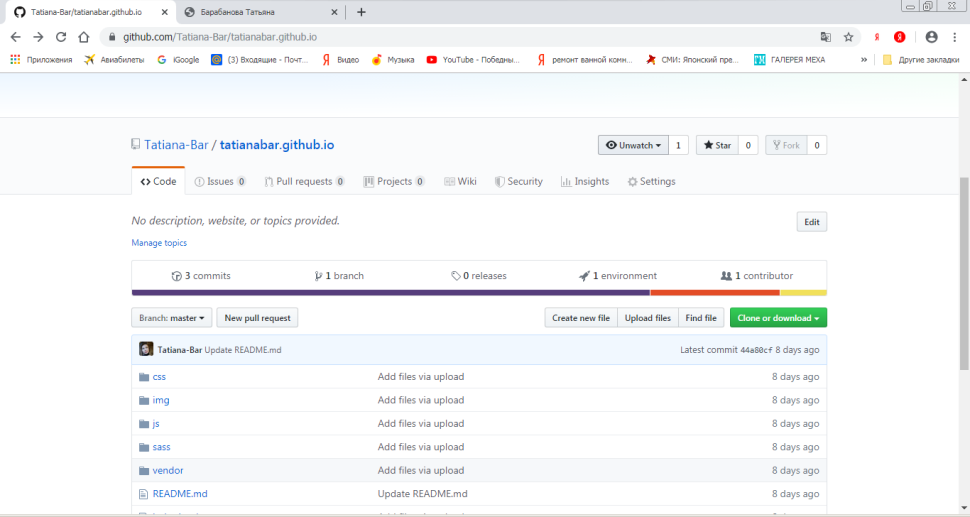 Tatiana-Bar/tatianabar.github.io
Барабанова Татьяна
github.com/Tatiana-Bar/tatianabar.github.io
Приложения Авиабилеты iGoogle (3) Входящие - Почт... Видео Музыка YouTube - Победны... ремонт ванной комн... СМИ: Японский пре... ГАЛЕРЕЯ МЕХА » Другие закладки
Tatiana-Bar / tatianabar.github.io
Unwatch 1 Star 0 Fork 0
Code Issues 0 Pull requests 0 Projects 0 Wiki Security Insights Settings
No description, website, or topics provided.
Edit
Manage topics
3 commits 1 branch 0 releases 1 environment 1 contributor
Branch: master New pull request Create new file Upload files Find file Clone or download
Tatiana-Bar Update README.md Latest commit 44a80cf 8 days ago
css Add files via upload 8 days ago
img Add files via upload 8 days ago
js Add files via upload 8 days ago
sass Add files via upload 8 days ago
vendor Add files via upload 8 days ago
README.md Update README.md 8 days ago